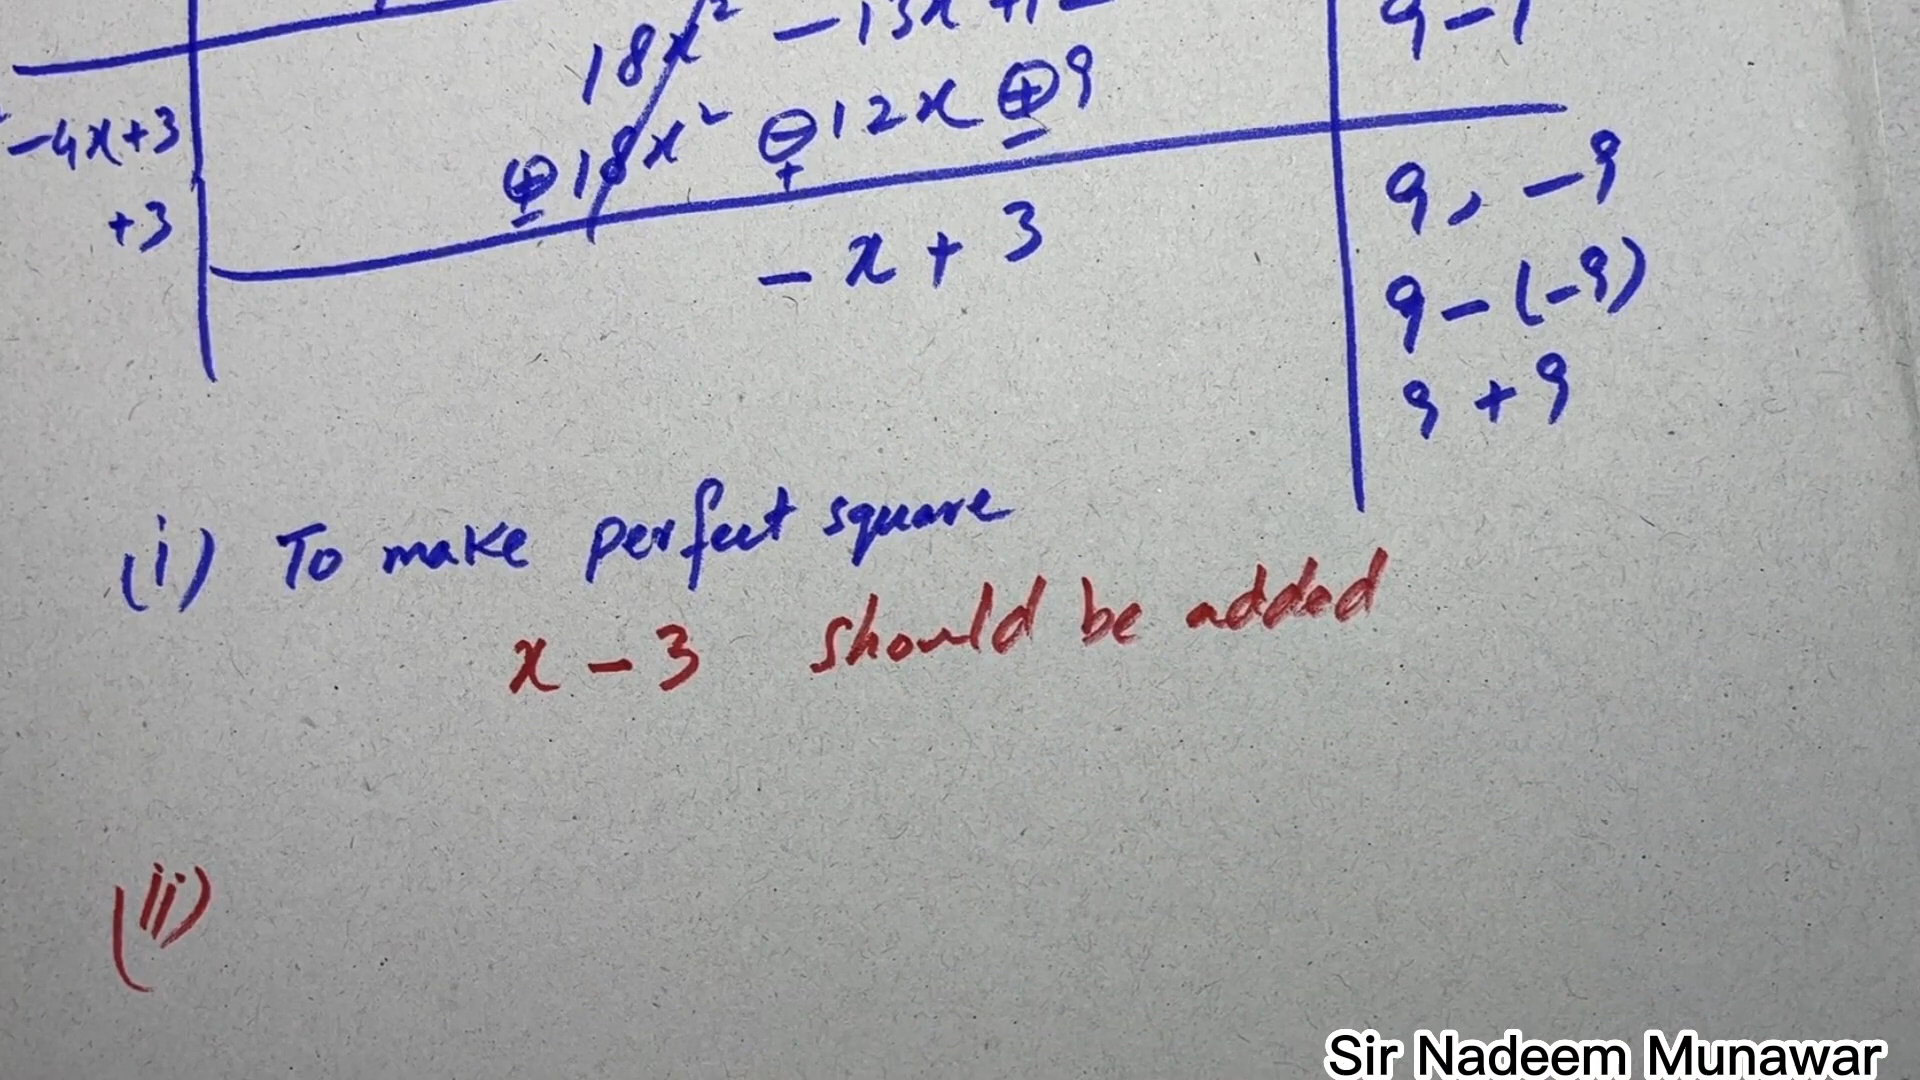 18x² - 13x + 1
9 - 1
-4x+3
⊕18x² ⊖12x ⊕9
- + -
+3
- x + 3
9, -9
9 - (-9)
9 + 9
(i) To make perfect square
x - 3 should be added
(ii)
Sir Nadeem Munawar